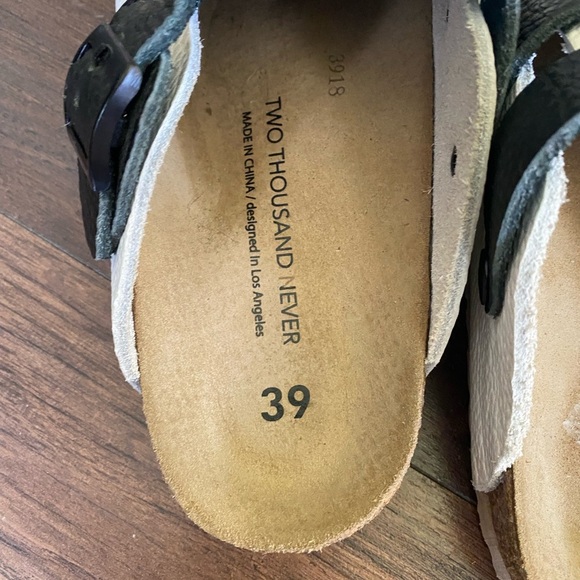 3918
TWO THOUSAND NEVER
MADE IN CHINA / designed in Los Angeles
39